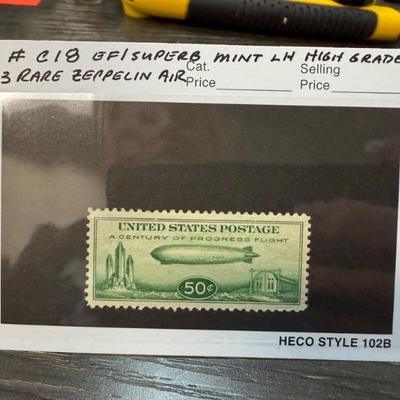 # C18 EF/SUPERB MINT LH HIGH GRADE
3 RARE ZEPPELIN AIR
Cat. Price
Selling Price
UNITED STATES POSTAGE
A CENTURY OF PROGRESS FLIGHT
50¢
HECO STYLE 102B